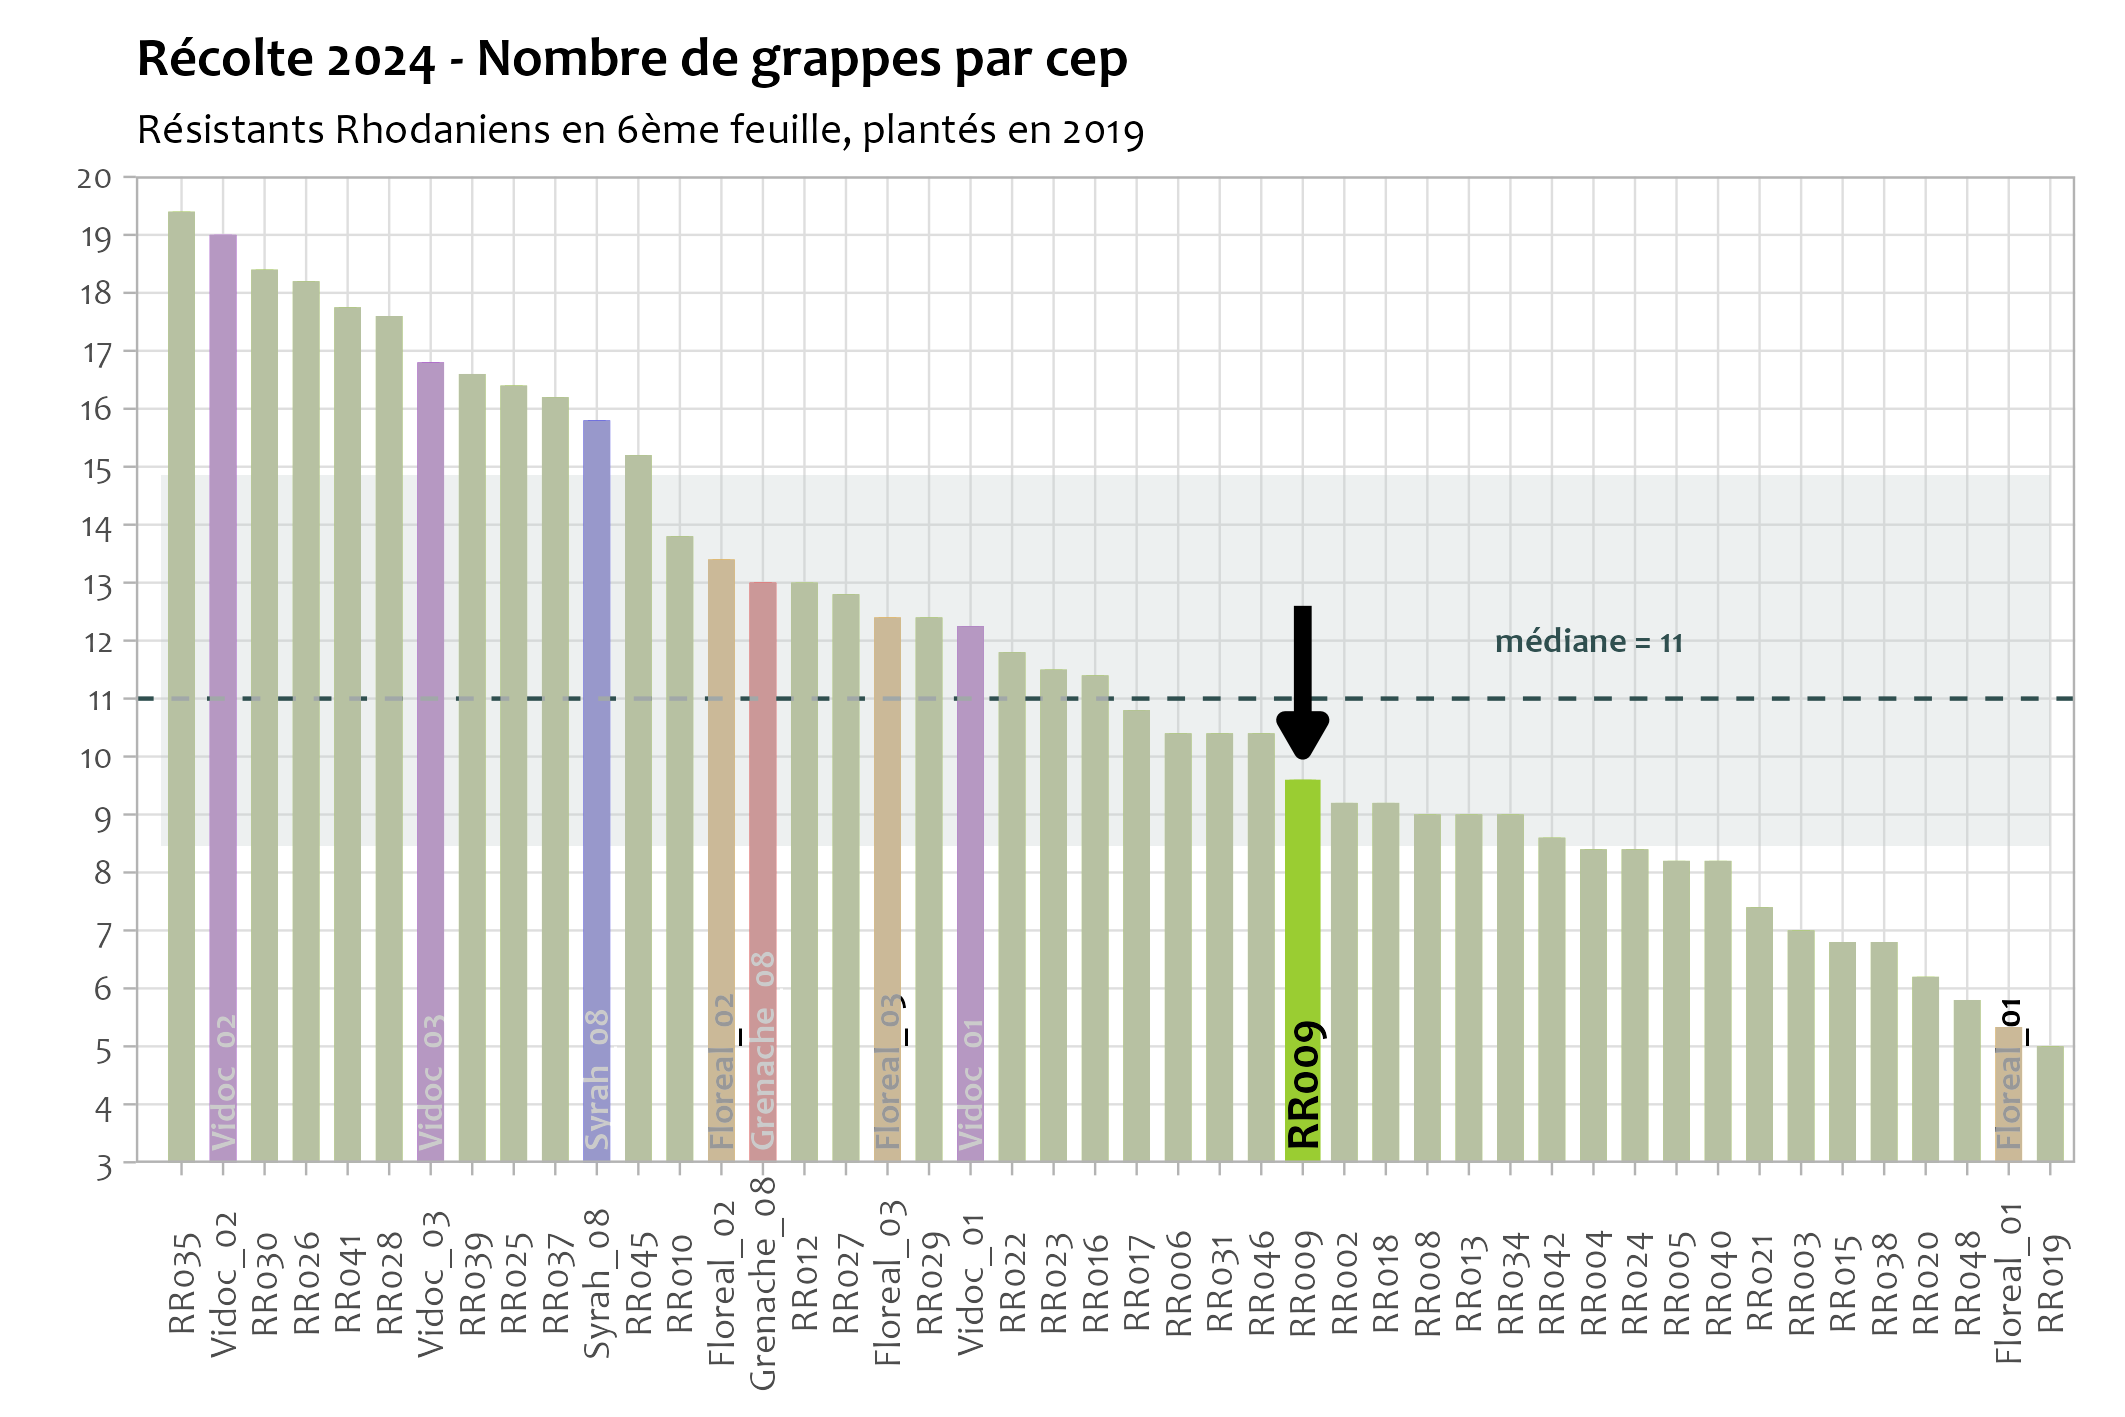 Récolte 2024 - Nombre de grappes par cep
Résistants Rhodaniens en 6ème feuille, plantés en 2019
20
19
18
17
16
15
14
13
12
11
10
9
8
7
6
5
4
3
médiane = 11
Vidoc_02
Vidoc_03
Syrah_08
Floreal_02
Grenache_08
Floreal_03
Vidoc_01
RR009
Floreal_01
RR035
Vidoc_02
RR030
RR026
RR041
RR028
Vidoc_03
RR039
RR025
RR037
Syrah_08
RR045
RR010
Floreal_02
Grenache_08
RR012
RR027
Floreal_03
RR029
Vidoc_01
RR022
RR023
RR016
RR017
RR006
RR031
RR046
RR009
RR002
RR018
RR008
RR013
RR034
RR042
RR004
RR024
RR005
RR040
RR021
RR003
RR015
RR038
RR020
RR048
Floreal_01
RR019